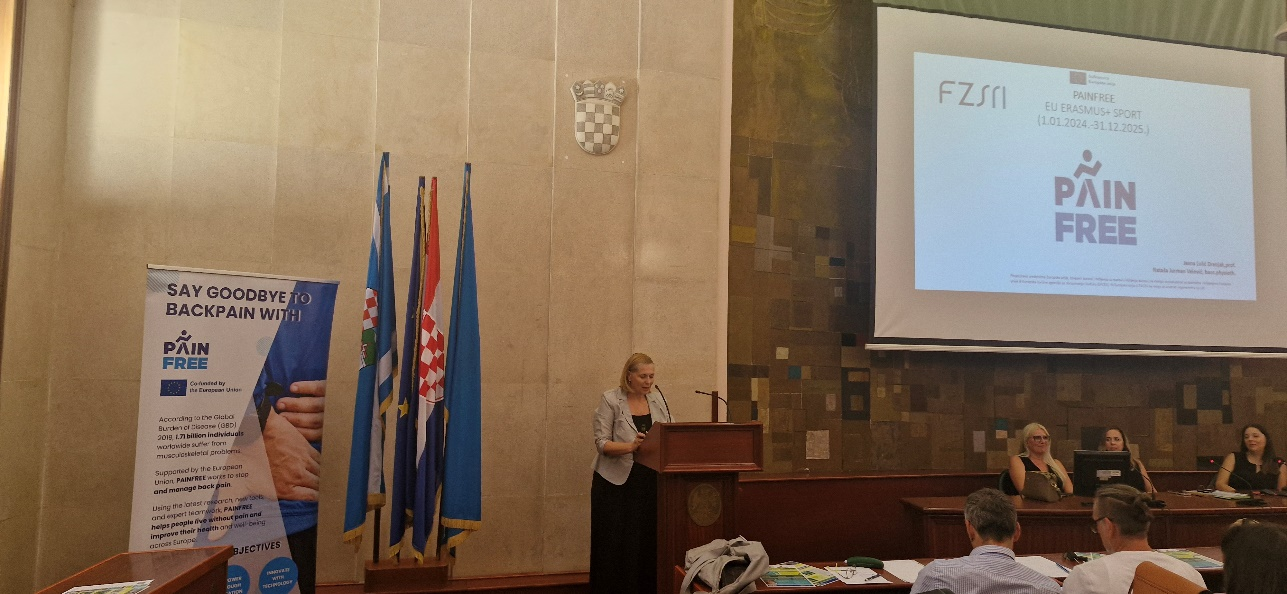 SAY GOODBYE TO
BACKPAIN WITH
PAIN
FREE
Co-funded by
the European Union
According to the Global
Burden of Disease (GBD)
2019, 1.71 billion individuals
worldwide suffer from
musculoskeletal problems.
Supported by the European
Union, PAINFREE works to stop
and manage back pain.
Using the latest research, new tools,
and expert teamwork, PAINFREE
helps people live without pain and
improve their health and well-being
across Europe.
BJECTIVES
INNOVATE
WITH
TECHNOLOGY
FZSRI
PAINFREE
EU ERASMUS+ SPORT
(1.01.2024.-31.12.2025.)
PAIN
FREE